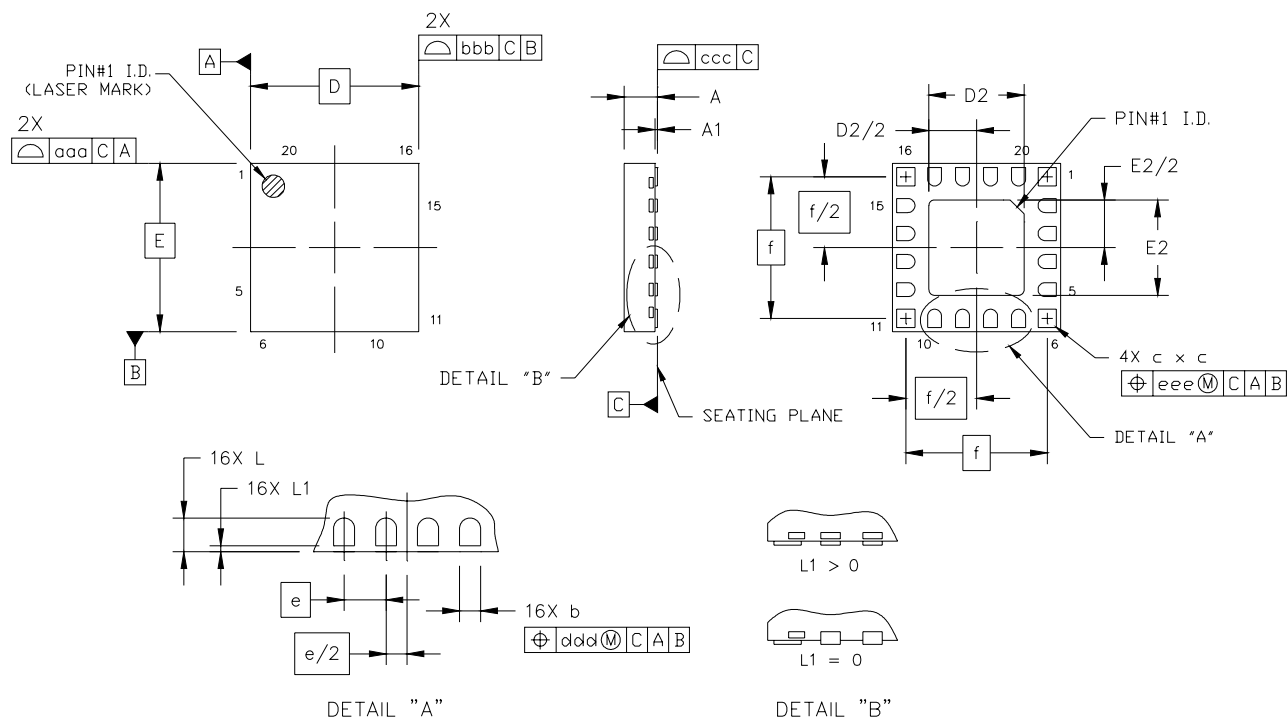 2X
bbb C B
A
D
PIN#1 I.D.
(LASER MARK)
2X
aaa C A
20
16
1
15
E
5
11
6
10
B
ccc C
A
A1
DETAIL "B"
C
SEATING PLANE
D2
D2/2
PIN#1 I.D.
16
20
E2/2
1
15
f/2
f
E2
5
11
10
6
4X c x c
eee Ⓜ C A B
f/2
f
DETAIL "A"
16X L
16X L1
e
e/2
16X b
ddd Ⓜ C A B
DETAIL "A"
L1 > 0
L1 = 0
DETAIL "B"